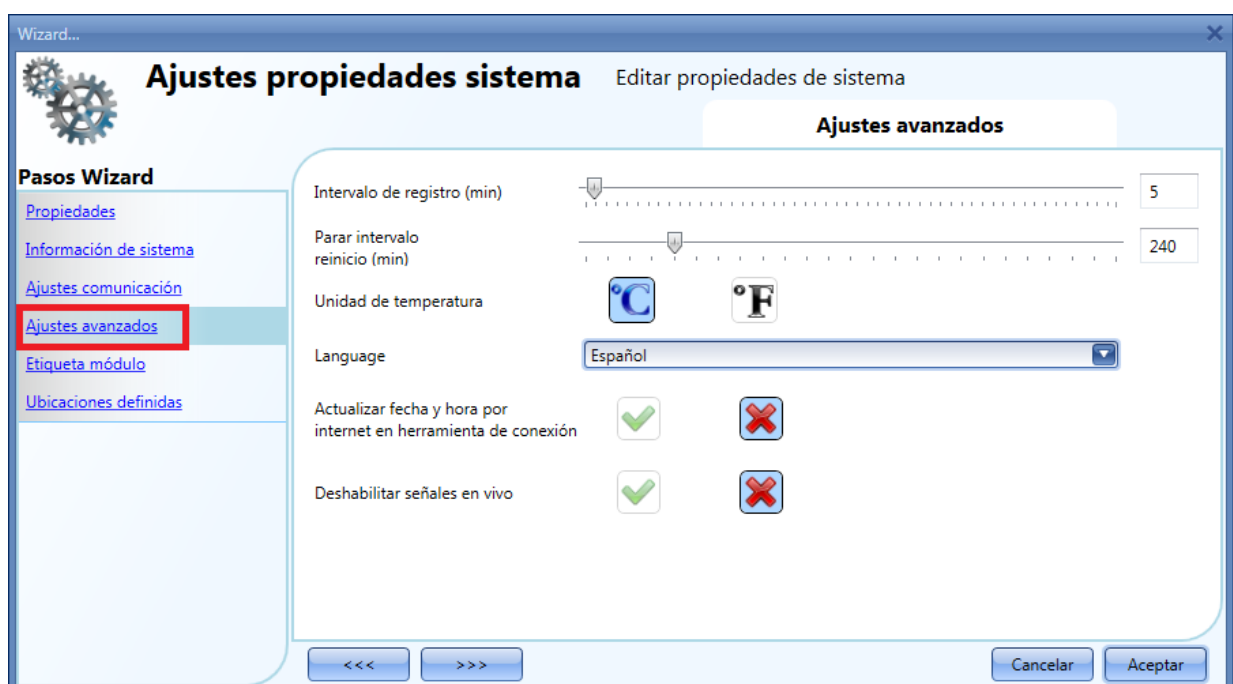 Wizard...
Ajustes propiedades sistema
Editar propiedades de sistema
Ajustes avanzados
Pasos Wizard
Propiedades
Información de sistema
Ajustes comunicación
Ajustes avanzados
Etiqueta módulo
Ubicaciones definidas
Intervalo de registro (min)
5
Parar intervalo
reinicio (min)
240
Unidad de temperatura
°C
°F
Language
Español
Actualizar fecha y hora por
internet en herramienta de conexión
Deshabilitar señales en vivo
<<<
>>>
Cancelar
Aceptar